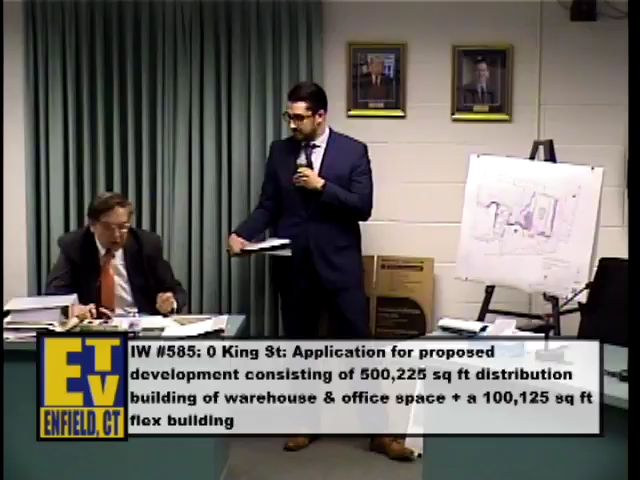 IW #585: 0 King St: Application for proposed
development consisting of 500,225 sq ft distribution
building of warehouse & office space + a 100,125 sq ft
flex building
ETV
ENFIELD, CT